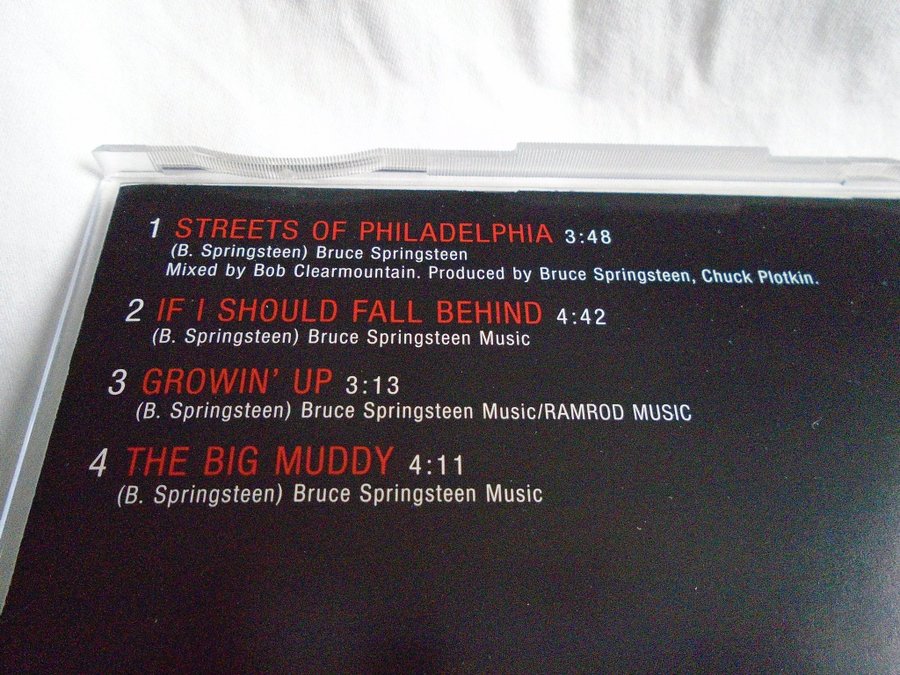 1 STREETS OF PHILADELPHIA 3:48
(B. Springsteen) Bruce Springsteen
Mixed by Bob Clearmountain. Produced by Bruce Springsteen, Chuck Plotkin.
2 IF I SHOULD FALL BEHIND 4:42
(B. Springsteen) Bruce Springsteen Music
3 GROWIN' UP 3:13
(B. Springsteen) Bruce Springsteen Music/RAMROD MUSIC
4 THE BIG MUDDY 4:11
(B. Springsteen) Bruce Springsteen Music